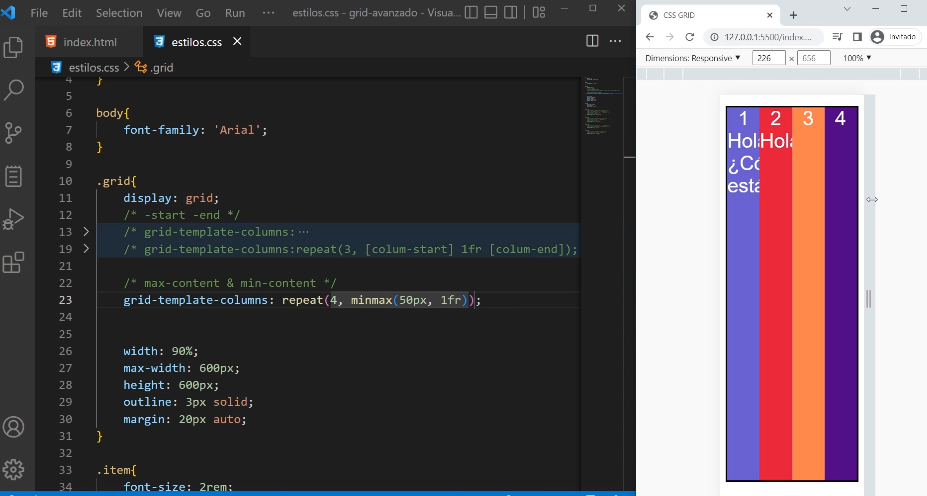 File Edit Selection View Go Run ··· estilos.css - grid-avanzado - Visua...
index.html
estilos.css
estilos.css > .grid
4 }
5
6 body{
7 font-family: 'Arial';
8 }
9
10 .grid{
11 display: grid;
12 /* -start -end */
13 /* grid-template-columns:···
19 /* grid-template-columns:repeat(3, [colum-start] 1fr [colum-end]);
21
22 /* max-content & min-content */
23 grid-template-columns: repeat(4, minmax(50px, 1fr));
24
25
26 width: 90%;
27 max-width: 600px;
28 height: 600px;
29 outline: 3px solid;
30 margin: 20px auto;
31 }
32
33 .item{
34 font-size: 2rem;
CSS GRID
127.0.0.1:5500/index....
Invitado
Dimensions: Responsive ▼ 226 × 656 100% ▼
1 2 3 4
Hola Hola
¿Có
está